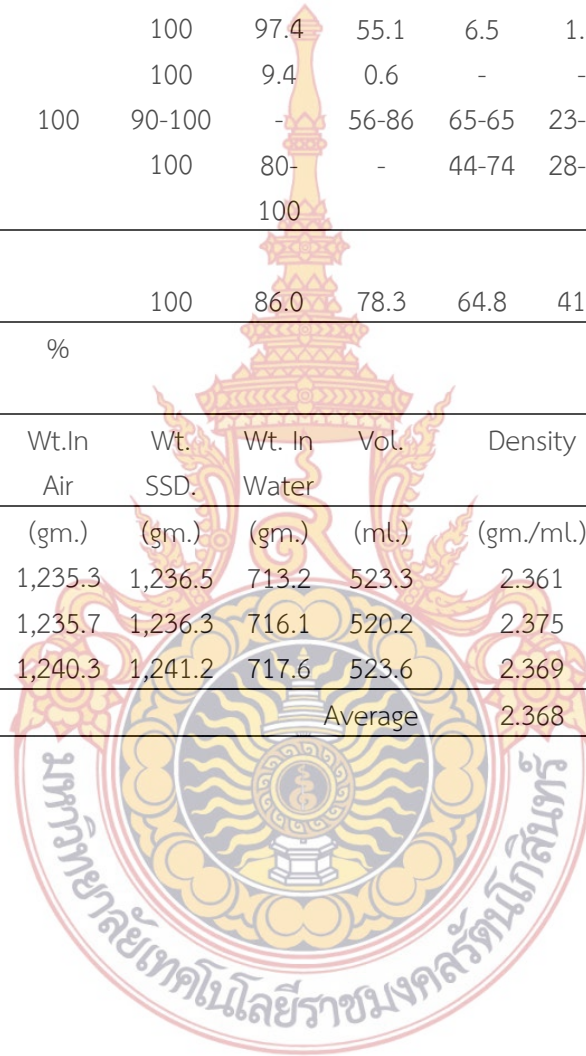 100 97.4 55.1 6.5 1.
100 9.4 0.6 - -
100 90-100 - 56-86 65-65 23-
100 80- - 44-74 28-
100
100 86.0 78.3 64.8 41
%
Wt.In Wt. Wt. In Vol. Density
Air SSD. Water
(gm.) (gm.) (gm.) (ml.) (gm./ml.)
1,235.3 1,236.5 713.2 523.3 2.361
1,235.7 1,236.3 716.1 520.2 2.375
1,240.3 1,241.2 717.6 523.6 2.369
Average 2.368
มหาวิทยาลัยเทคโนโลยีราชมงคลรัตนโกสินทร์